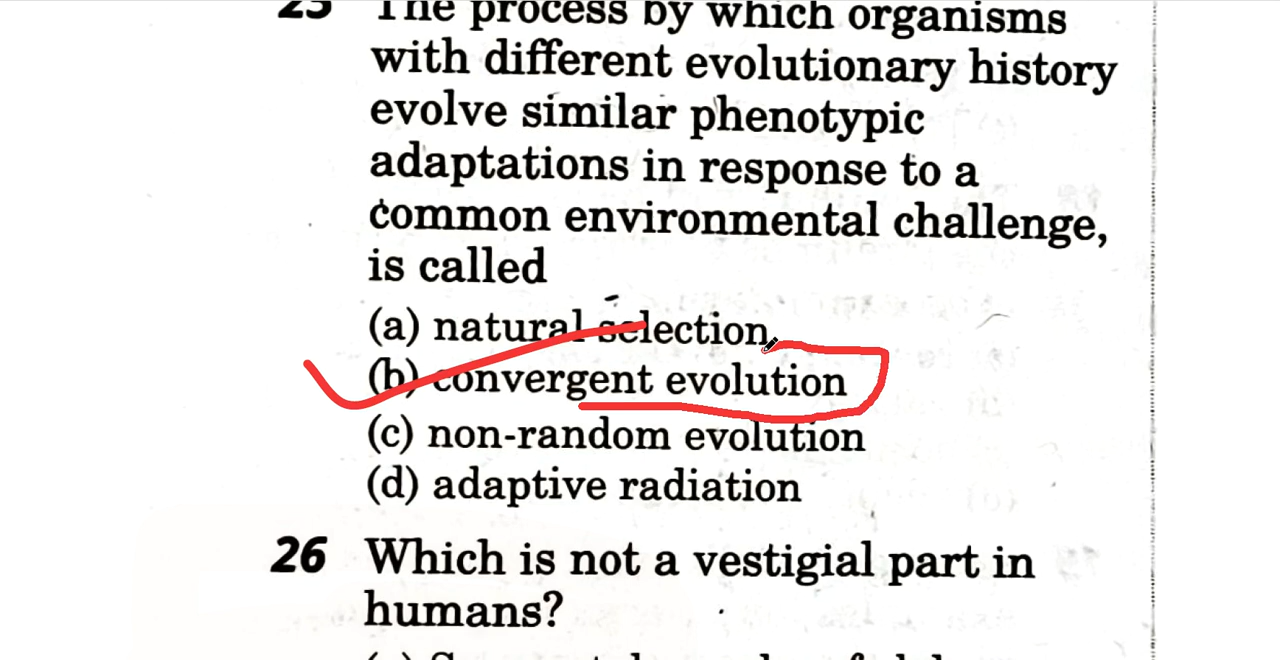 25 The process by which organisms
with different evolutionary history
evolve similar phenotypic
adaptations in response to a
common environmental challenge,
is called
(a) natural selection
(b) convergent evolution
(c) non-random evolution
(d) adaptive radiation
26 Which is not a vestigial part in
humans?